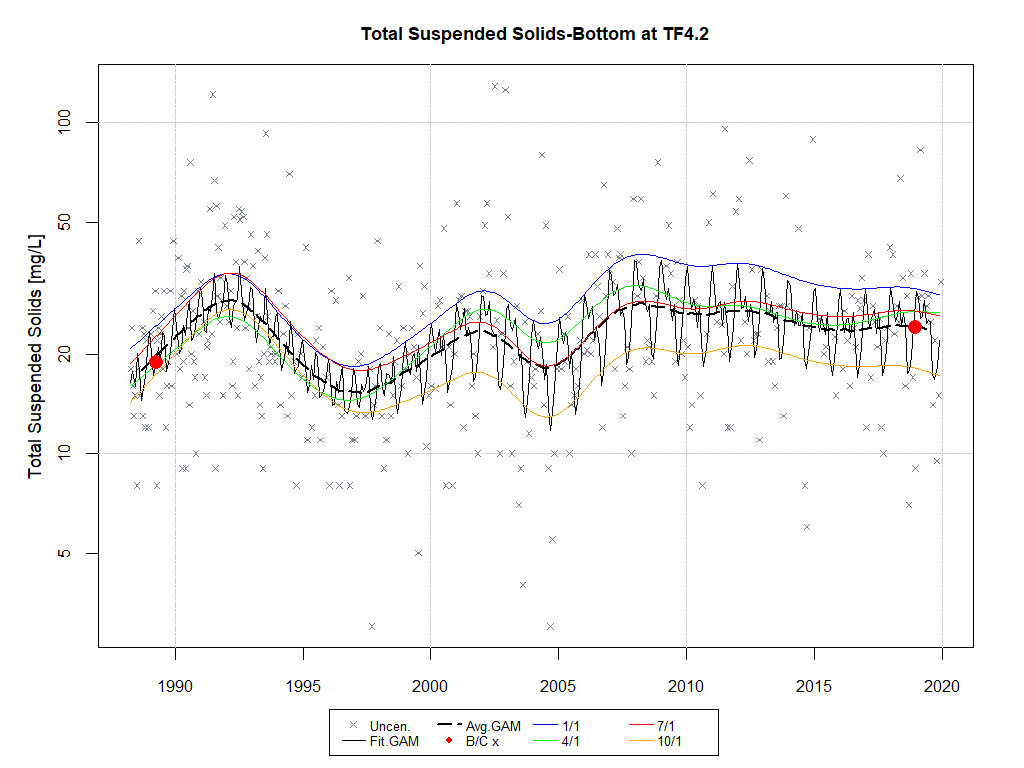 Total Suspended Solids-Bottom at TF4.2
Total Suspended Solids [mg/L]
100
50
20
10
5
1990 1995 2000 2005 2010 2015 2020
Uncen. Avg.GAM 1/1 7/1
Fit.GAM B/C x 4/1 10/1